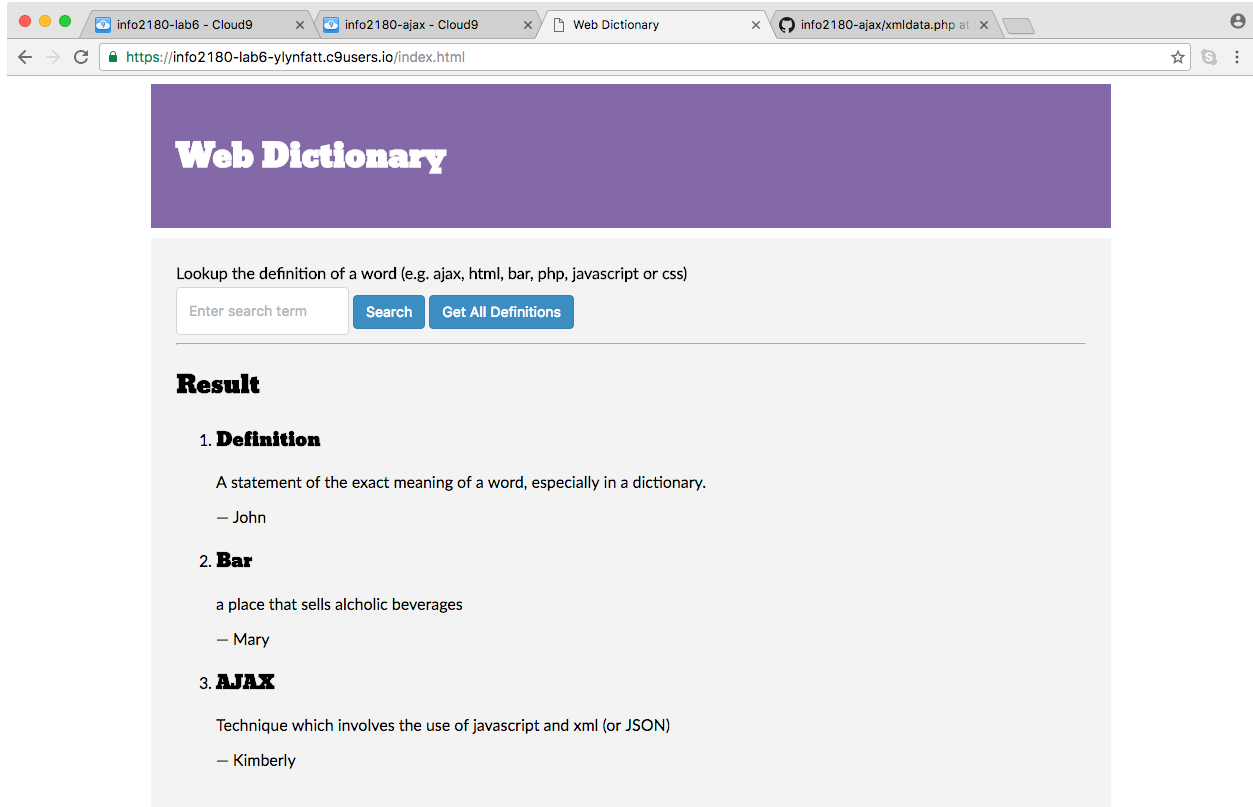 info2180-lab6 - Cloud9
info2180-ajax - Cloud9
Web Dictionary
info2180-ajax/xmldata.php at
https://info2180-lab6-ylynfatt.c9users.io/index.html
Web Dictionary
Lookup the definition of a word (e.g. ajax, html, bar, php, javascript or css)
Enter search term Search Get All Definitions
Result
1. Definition
A statement of the exact meaning of a word, especially in a dictionary.
— John
2. Bar
a place that sells alcholic beverages
— Mary
3. AJAX
Technique which involves the use of javascript and xml (or JSON)
— Kimberly